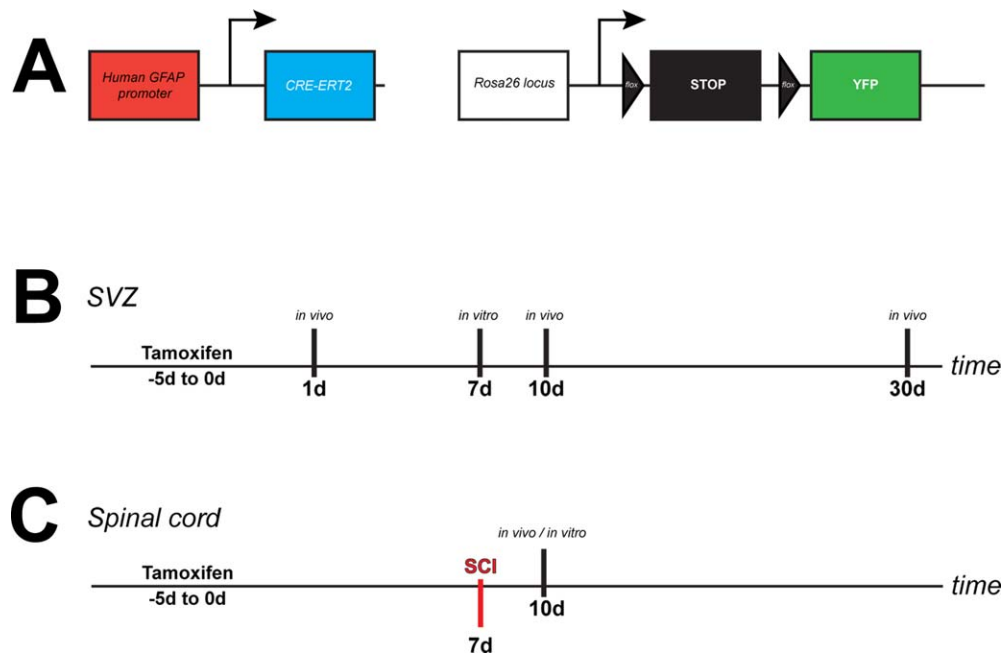 A
Human GFAP
promoter
CRE-ERT2
Rosa26 locus
flox
STOP
flox
YFP
B
SVZ
in vivo
in vitro
in vivo
in vivo
Tamoxifen
-5d to 0d
1d
7d
10d
30d
time
C
Spinal cord
in vivo / in vitro
SCI
Tamoxifen
-5d to 0d
10d
7d
time